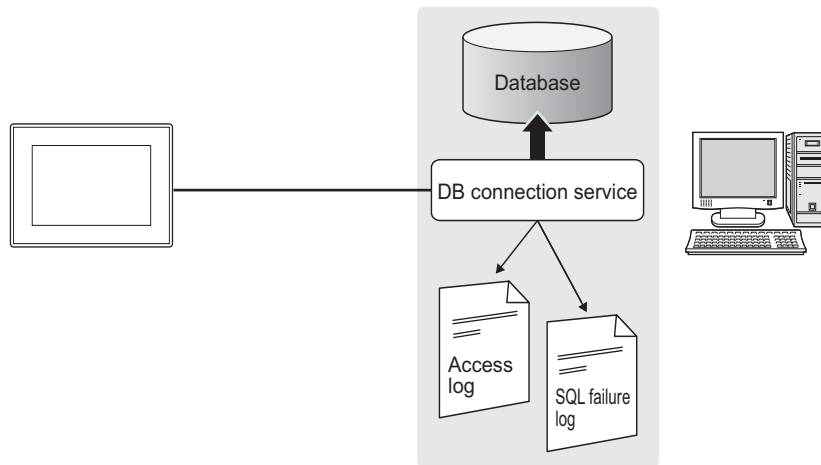 Database
DB connection service
Access
log
SQL failure
log